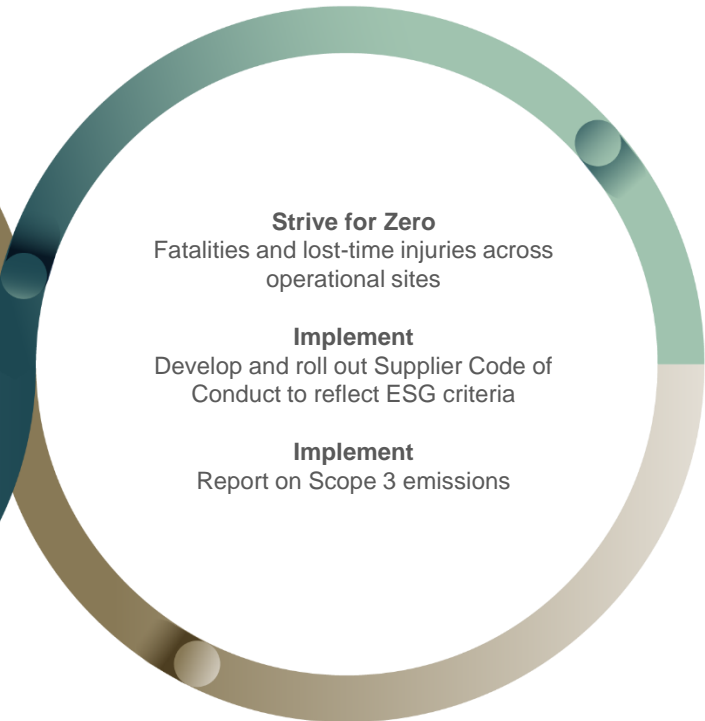 Strive for Zero
Fatalities and lost-time injuries across
operational sites
Implement
Develop and roll out Supplier Code of
Conduct to reflect ESG criteria
Implement
Report on Scope 3 emissions